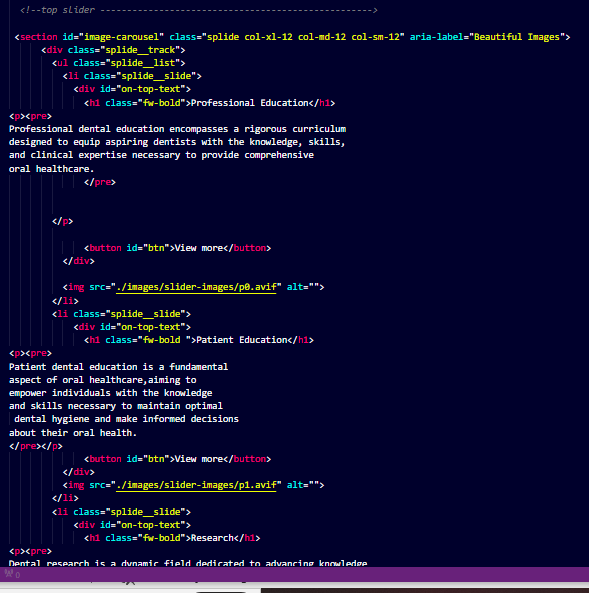 <!--top slider ------------------------------------------------->
<section id="image-carousel" class="splide col-xl-12 col-md-12 col-sm-12" aria-label="Beautiful Images">
<div class="splide__track">
<ul class="splide__list">
<li class="splide__slide">
<div id="on-top-text">
<h1 class="fw-bold">Professional Education</h1>
<p><pre>
Professional dental education encompasses a rigorous curriculum
designed to equip aspiring dentists with the knowledge, skills,
and clinical expertise necessary to provide comprehensive
oral healthcare.
</pre>
</p>
<button id="btn">View more</button>
</div>
<img src="./images/slider-images/p0.avif" alt="">
</li>
<li class="splide__slide">
<div id="on-top-text">
<h1 class="fw-bold ">Patient Education</h1>
<p><pre>
Patient dental education is a fundamental
aspect of oral healthcare,aiming to
empower individuals with the knowledge
and skills necessary to maintain optimal
dental hygiene and make informed decisions
about their oral health.
</pre></p>
<button id="btn">View more</button>
</div>
<img src="./images/slider-images/p1.avif" alt="">
</li>
<li class="splide__slide">
<div id="on-top-text">
<h1 class="fw-bold">Research</h1>
<p><pre>
Dental research is a dynamic field dedicated to advancing knowledge